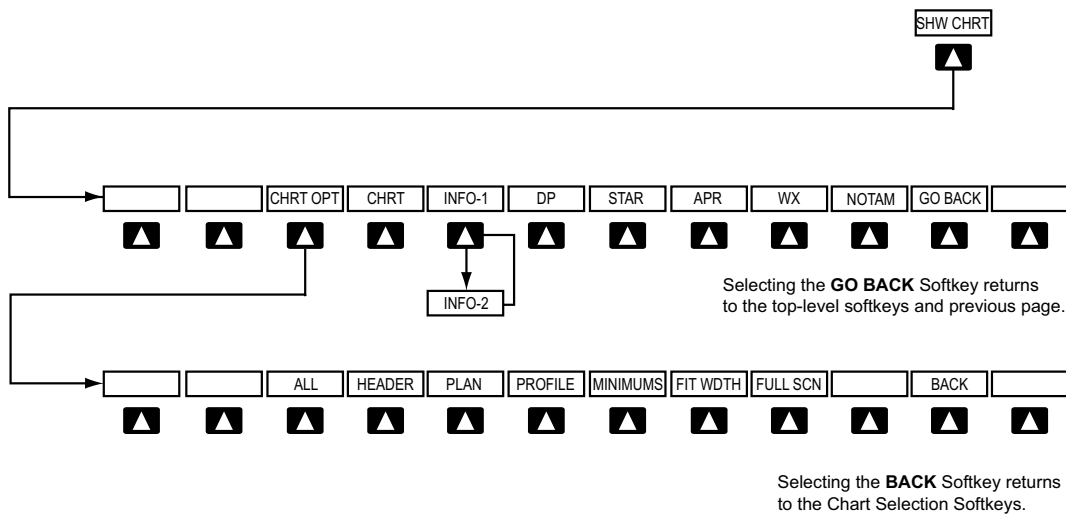 SHW CHRT
CHRT OPT CHRT INFO-1 DP STAR APR WX NOTAM GO BACK
Selecting the GO BACK Softkey returns
to the top-level softkeys and previous page.
INFO-2
ALL HEADER PLAN PROFILE MINIMUMS FIT WDTH FULL SCN BACK
Selecting the BACK Softkey returns
to the Chart Selection Softkeys.